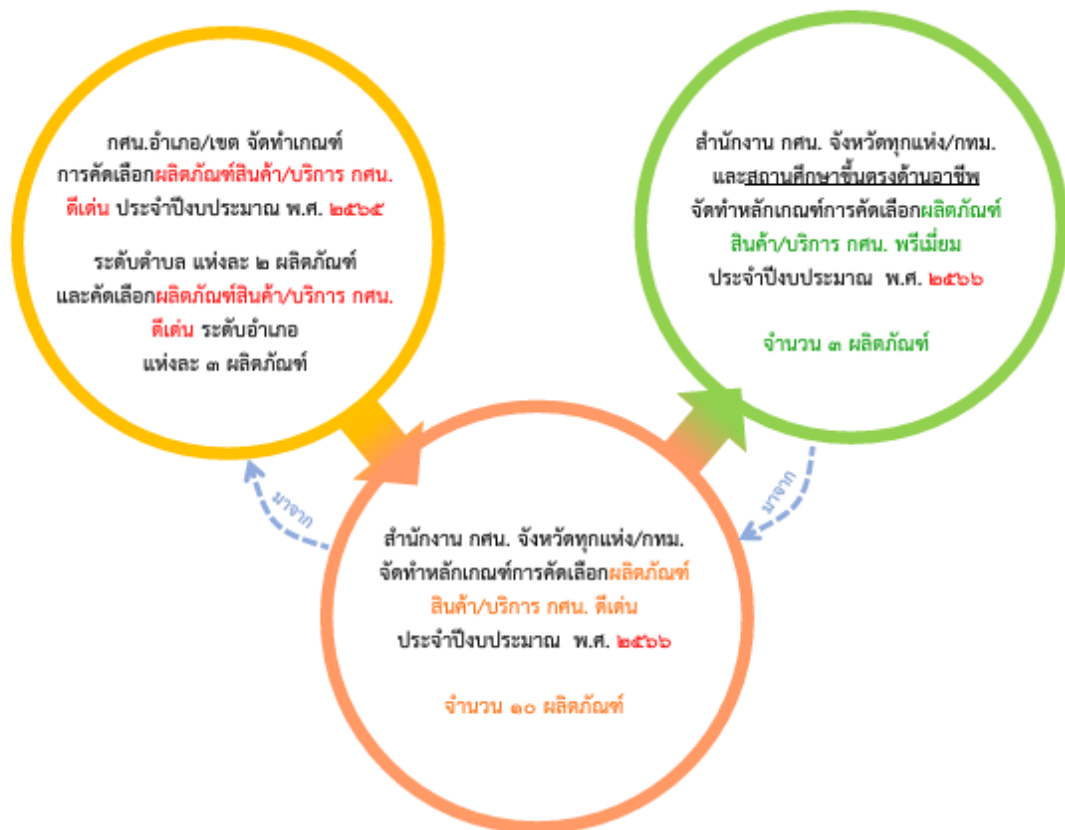 กศน.อำเภอ/เขต จัดทำเกณฑ์
การคัดเลือกผลิตภัณฑ์สินค้า/บริการ กศน.
ดีเด่น ประจำปีงบประมาณ พ.ศ. ๒๕๖๕
ระดับตำบล แห่งละ ๒ ผลิตภัณฑ์
และคัดเลือกผลิตภัณฑ์สินค้า/บริการ กศน.
ดีเด่น ระดับอำเภอ
แห่งละ ๓ ผลิตภัณฑ์
มาจาก
สำนักงาน กศน. จังหวัดทุกแห่ง/กทม.
จัดทำหลักเกณฑ์การคัดเลือกผลิตภัณฑ์
สินค้า/บริการ กศน. ดีเด่น
ประจำปีงบประมาณ พ.ศ. ๒๕๖๖
จำนวน ๑๐ ผลิตภัณฑ์
มาจาก
สำนักงาน กศน. จังหวัดทุกแห่ง/กทม.
และสถานศึกษาขึ้นตรงด้านอาชีพ
จัดทำหลักเกณฑ์การคัดเลือกผลิตภัณฑ์
สินค้า/บริการ กศน. พรีเมี่ยม
ประจำปีงบประมาณ พ.ศ. ๒๕๖๖
จำนวน ๓ ผลิตภัณฑ์